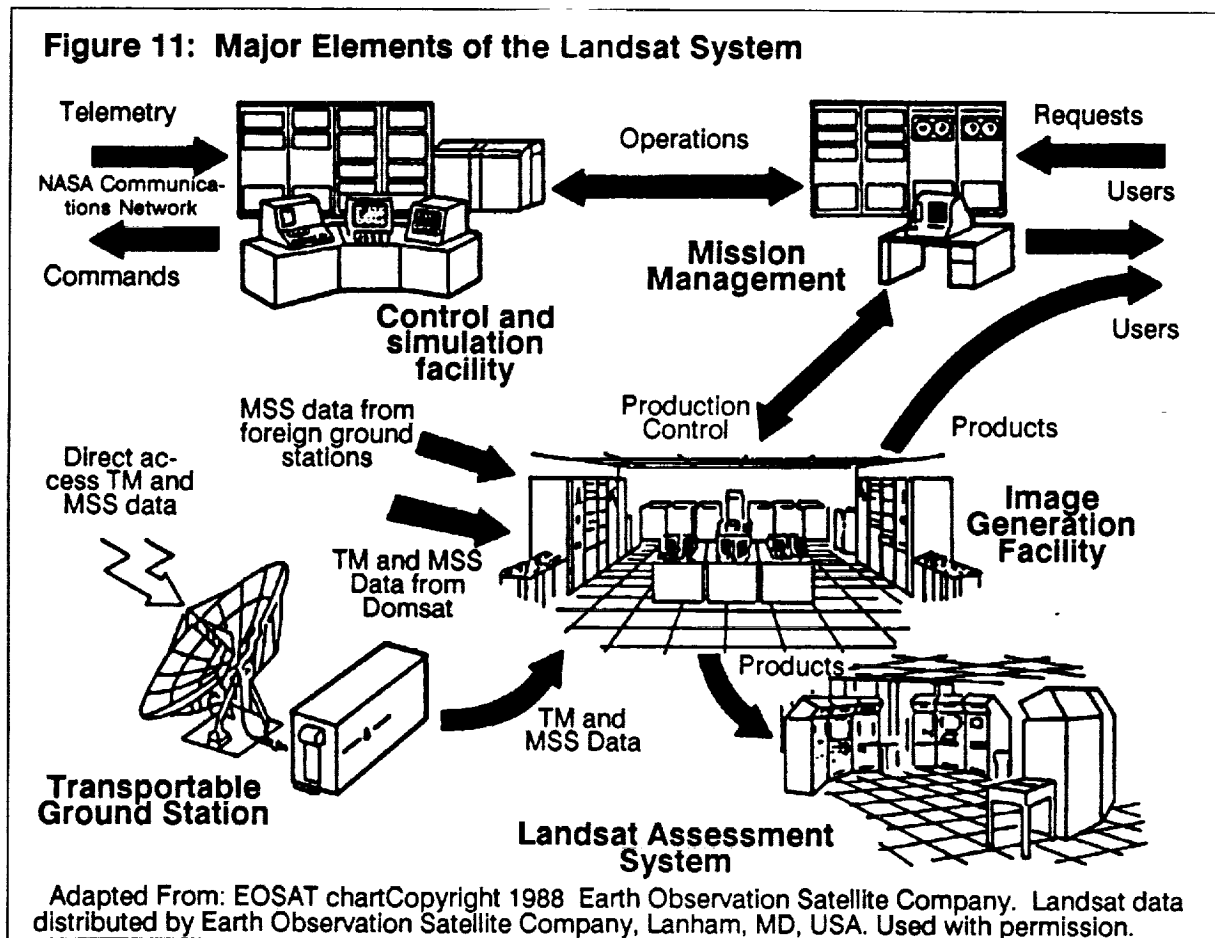 Figure 11: Major Elements of the Landsat System
Telemetry
NASA Communica-
tions Network
Commands
Control and
simulation
facility
Operations
Mission
Management
Requests
Users
Users
Production
Control
Products
MSS data from
foreign ground
stations
Direct ac-
cess TM and
MSS data
TM and MSS
Data from
Domsat
Image
Generation
Facility
Products
TM and
MSS Data
Transportable
Ground Station
Landsat Assessment
System
Adapted From: EOSAT chartCopyright 1988 Earth Observation Satellite Company. Landsat data
distributed by Earth Observation Satellite Company, Lanham, MD, USA. Used with permission.